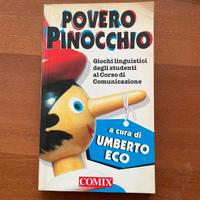 POVERO
PINOCCHIO
Giochi linguistici
degli studenti
al Corso di
Comunicazione
a cura di
UMBERTO
ECO
COMIX